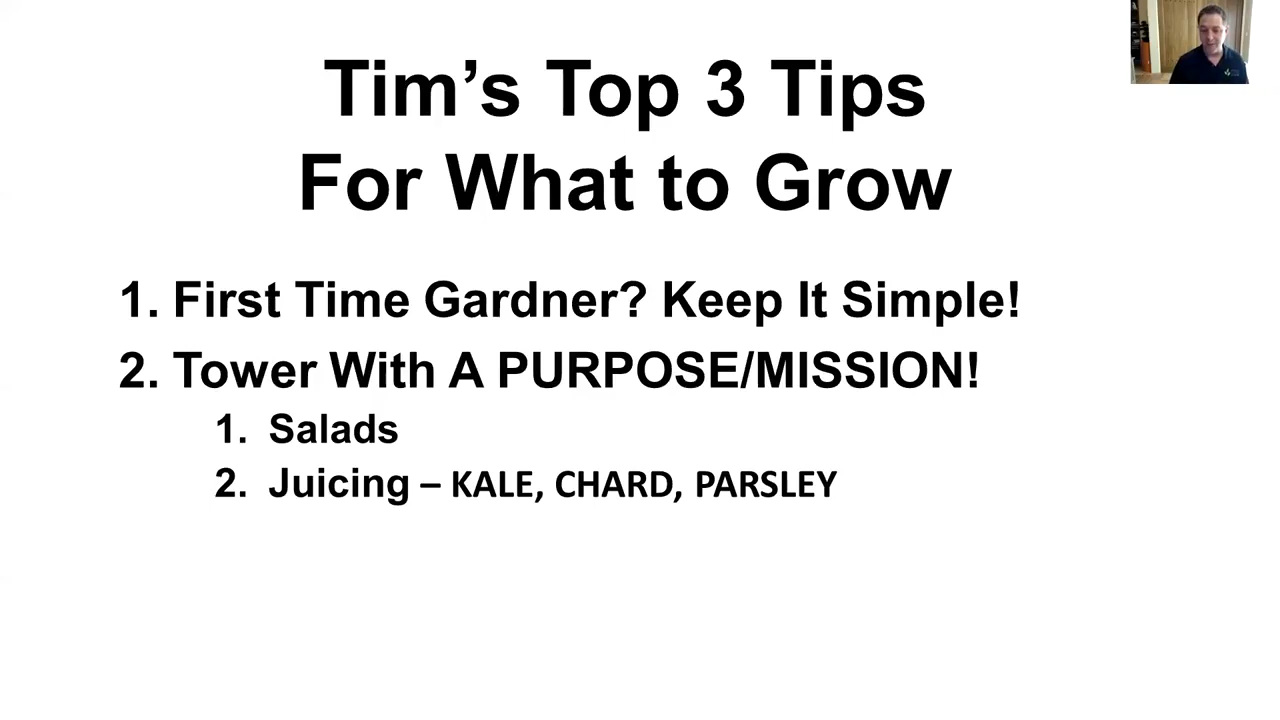 Tim’s Top 3 Tips
For What to Grow
1. First Time Gardner? Keep It Simple!
2. Tower With A PURPOSE/MISSION!
1. Salads
2. Juicing – KALE, CHARD, PARSLEY